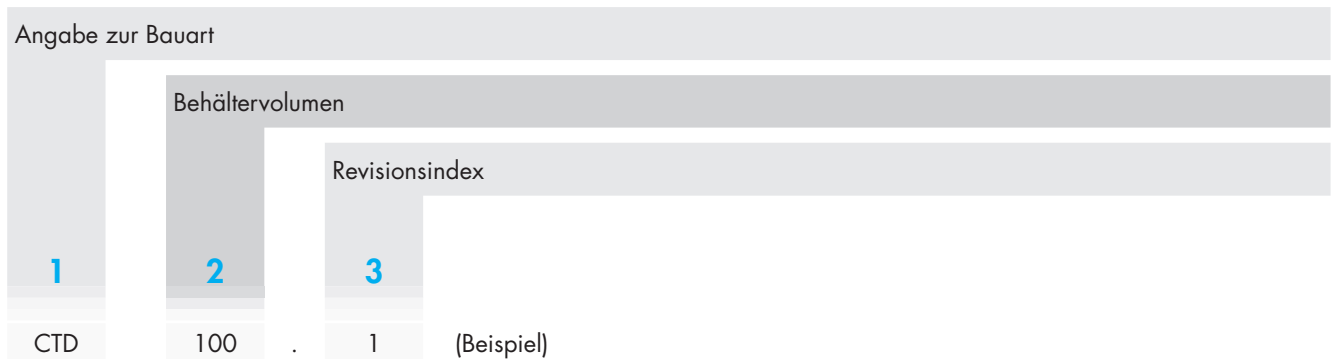 Angabe zur Bauart
Behältervolumen
Revisionsindex
1 2 3
CTD 100 . 1 (Beispiel)